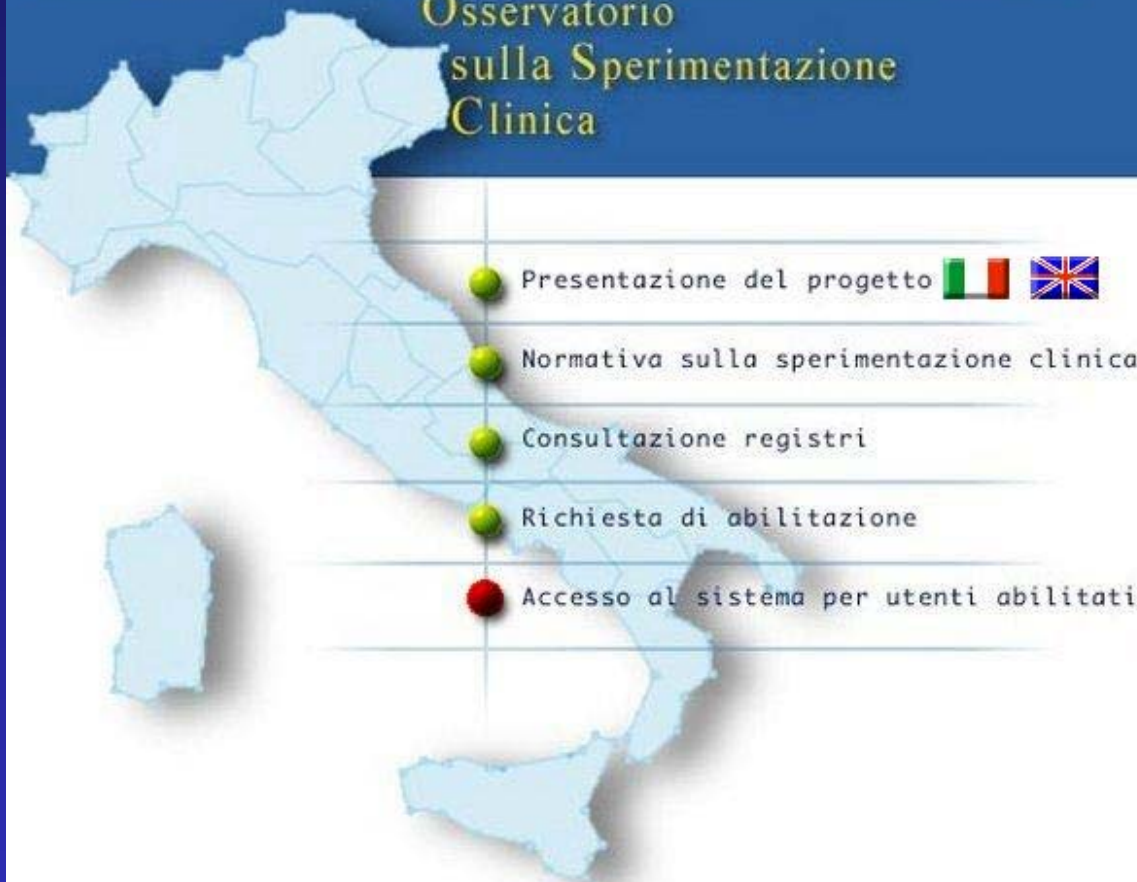 Osservatorio
sulla Sperimentazione
Clinica
Presentazione del progetto
Normativa sulla sperimentazione clinica
Consultazione registri
Richiesta di abilitazione
Accesso al sistema per utenti abilitati